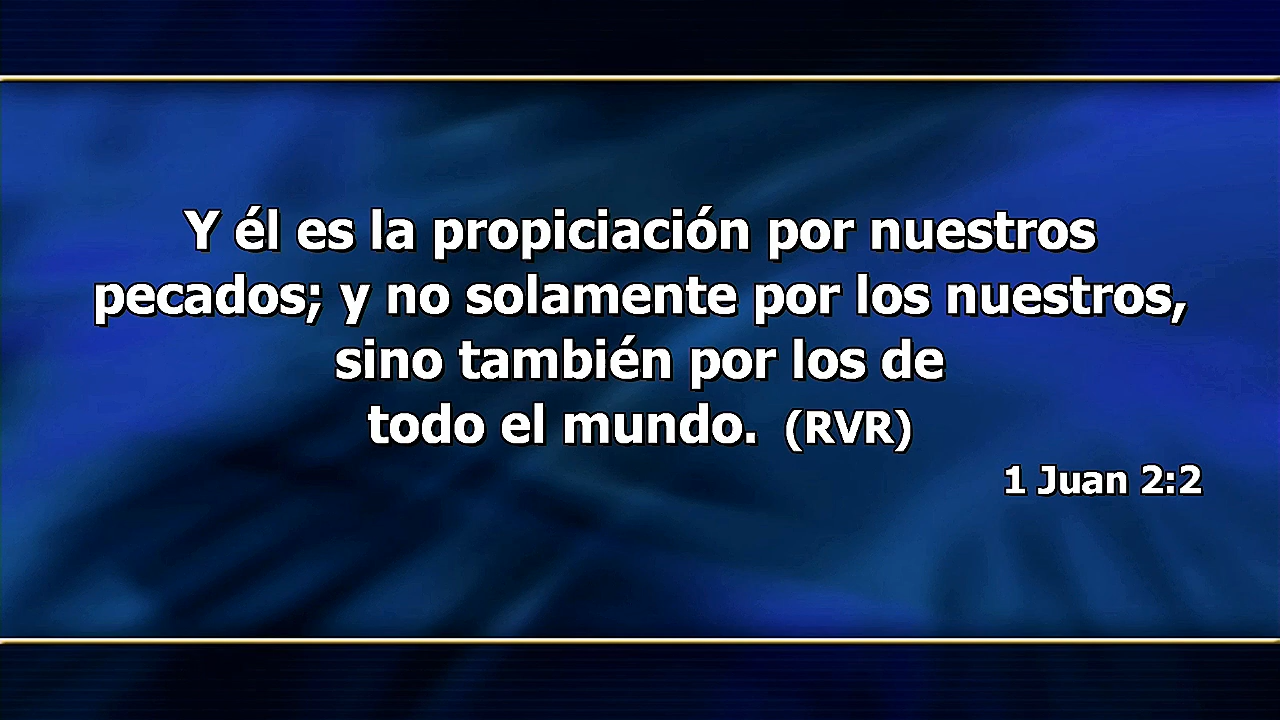 Y él es la propiciación por nuestros
pecados; y no solamente por los nuestros,
sino también por los de
todo el mundo. (RVR)
1 Juan 2:2